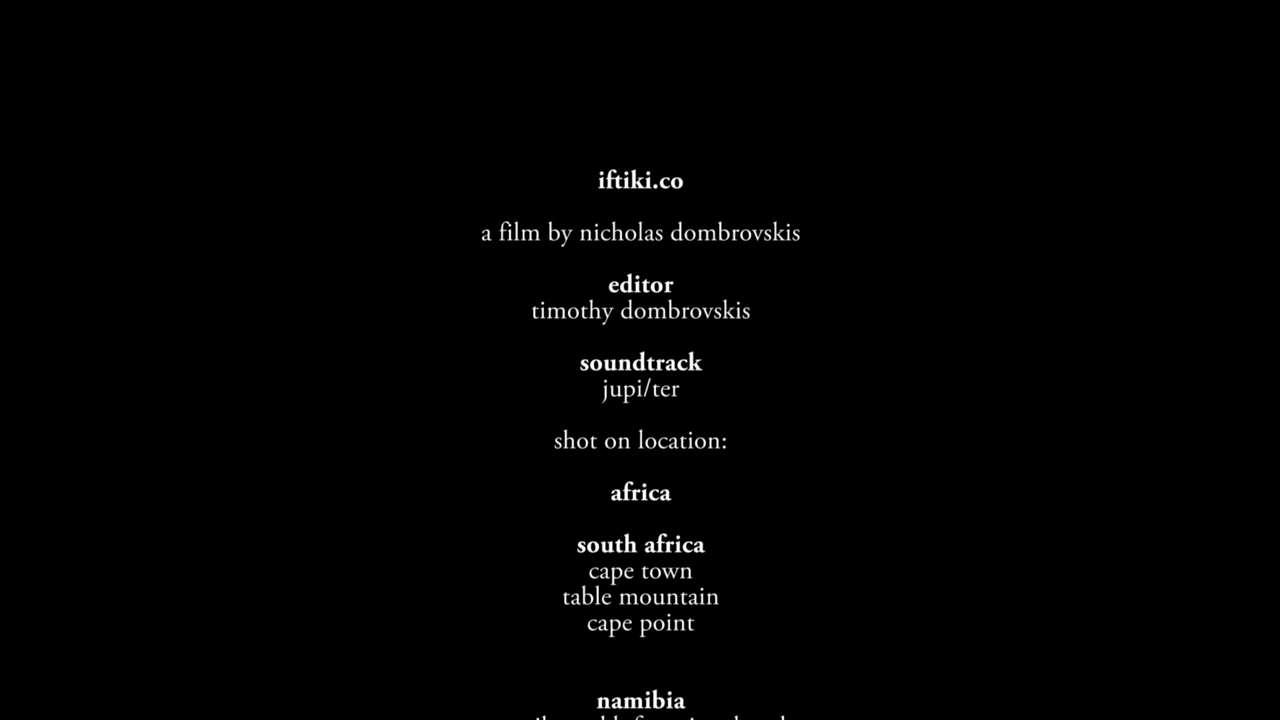 iftiki.co
a film by nicholas dombrovskis
editor
timothy dombrovskis
soundtrack
jupi/ter
shot on location:
africa
south africa
cape town
table mountain
cape point
namibia